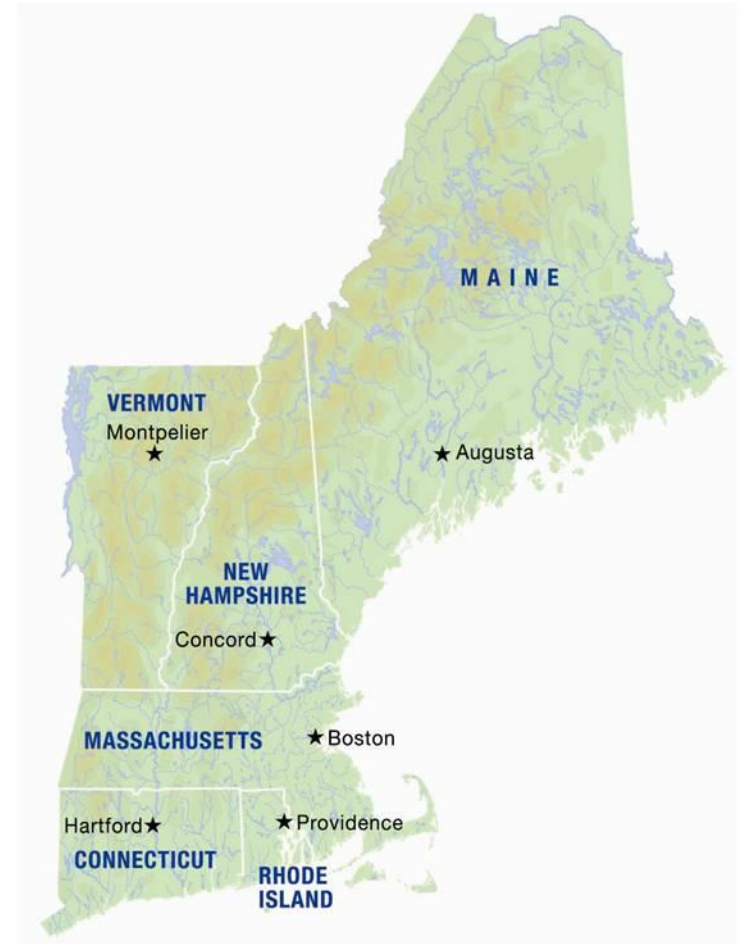 MAINE
VERMONT
Montpelier
Augusta
NEW
HAMPSHIRE
Concord
MASSACHUSETTS
Boston
Hartford
Providence
CONNECTICUT
RHODE
ISLAND